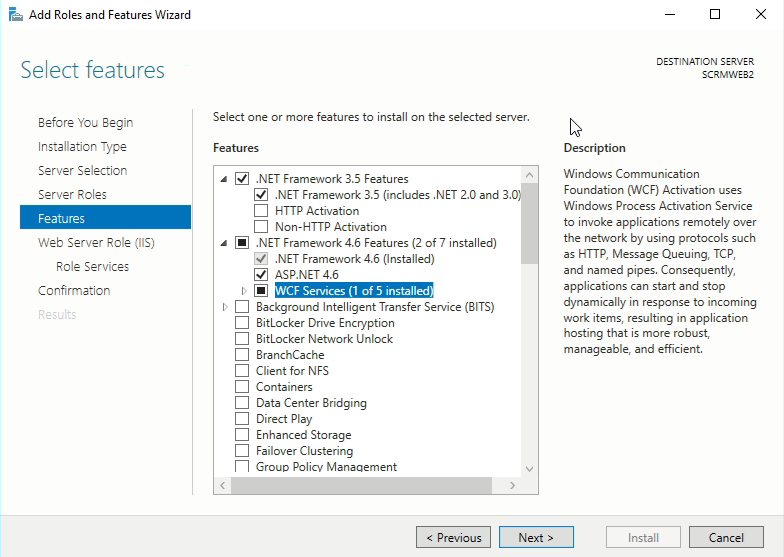 Add Roles and Features Wizard
Select features
DESTINATION SERVER
SCRMWEB2
Before You Begin
Installation Type
Server Selection
Server Roles
Features
Web Server Role (IIS)
Role Services
Confirmation
Results
Select one or more features to install on the selected server.
Features
.NET Framework 3.5 Features
.NET Framework 3.5 (includes .NET 2.0 and 3.0)
HTTP Activation
Non-HTTP Activation
.NET Framework 4.6 Features (2 of 7 installed)
.NET Framework 4.6 (Installed)
ASP.NET 4.6
WCF Services (1 of 5 installed)
Background Intelligent Transfer Service (BITS)
BitLocker Drive Encryption
BitLocker Network Unlock
BranchCache
Client for NFS
Containers
Data Center Bridging
Direct Play
Enhanced Storage
Failover Clustering
Group Policy Management
Description
Windows Communication
Foundation (WCF) Activation uses
Windows Process Activation Service
to invoke applications remotely over
the network by using protocols such
as HTTP, Message Queuing, TCP,
and named pipes. Consequently,
applications can start and stop
dynamically in response to incoming
work items, resulting in application
hosting that is more robust,
manageable, and efficient.
< Previous
Next >
Install
Cancel